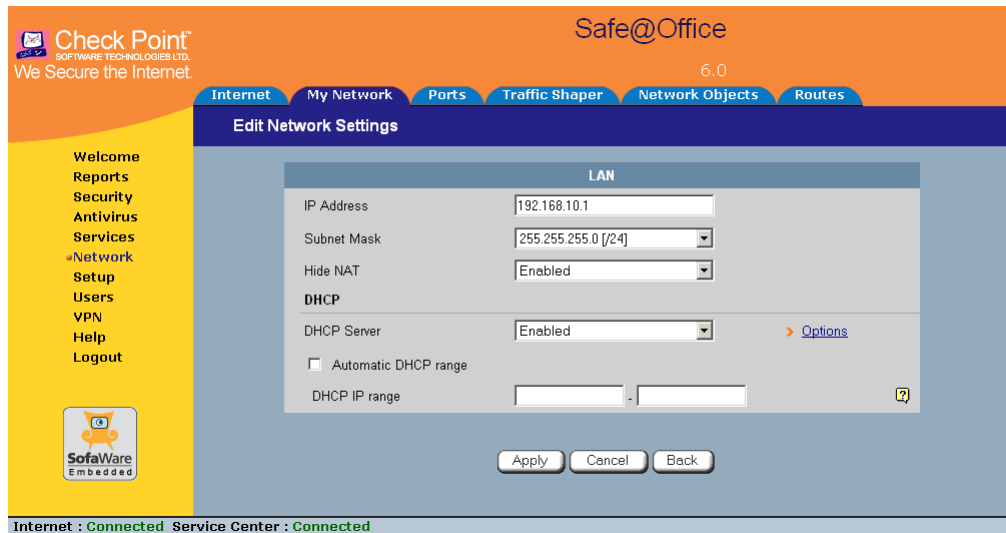 Check Point™
SOFTWARE TECHNOLOGIES LTD.
We Secure the Internet.
Safe@Office
6.0
Internet My Network Ports Traffic Shaper Network Objects Routes
Edit Network Settings
Welcome
Reports
Security
Antivirus
Services
Network
Setup
Users
VPN
Help
Logout
SofaWare
Embedded
LAN
IP Address 192.168.10.1
Subnet Mask 255.255.255.0 [/24]
Hide NAT Enabled
DHCP
DHCP Server Enabled > Options
Automatic DHCP range
DHCP IP range - ?
Apply Cancel Back
Internet : Connected Service Center : Connected